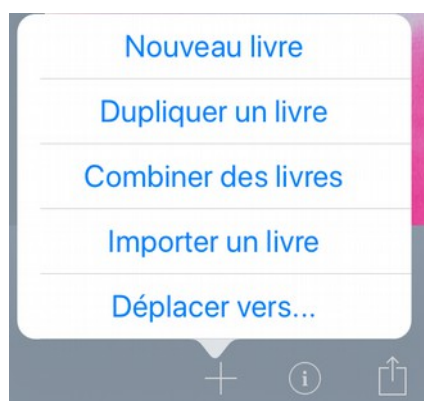 Nouveau livre
Dupliquer un livre
Combiner des livres
Importer un livre
Déplacer vers...